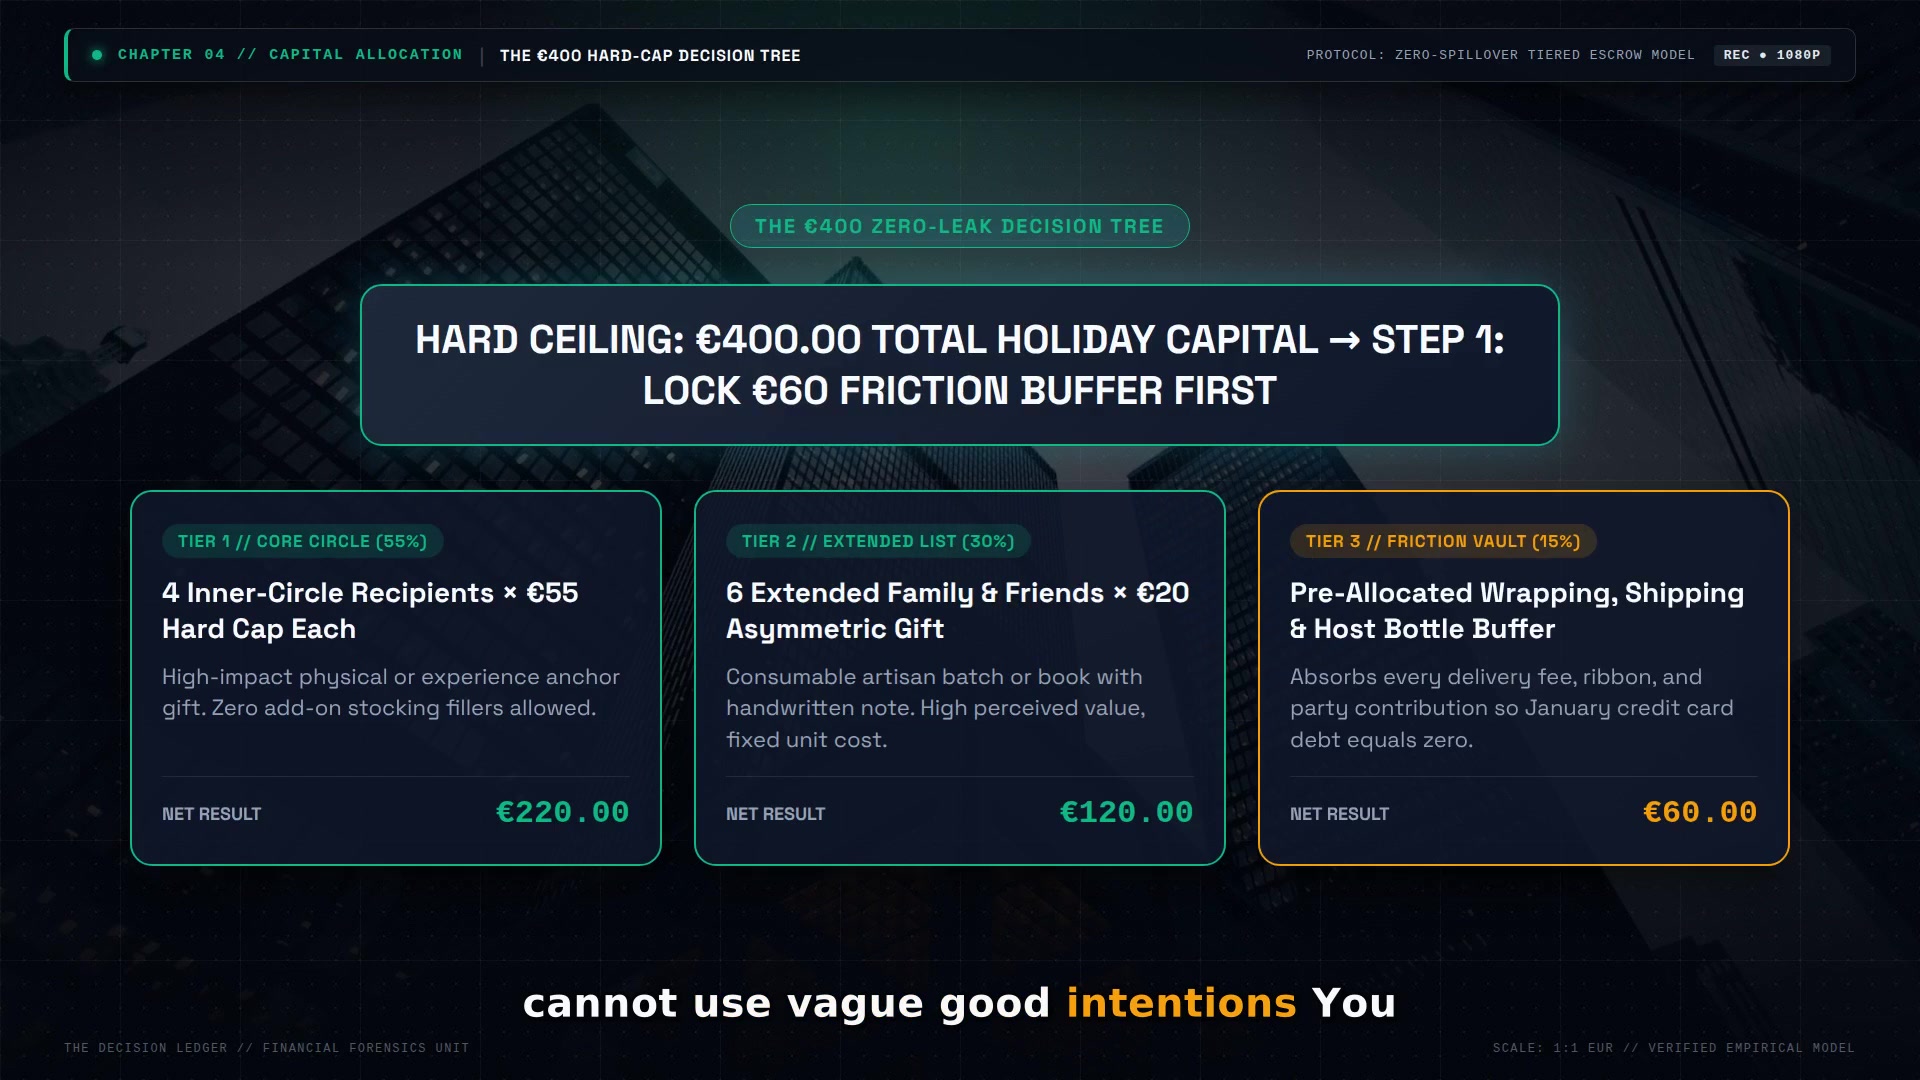 CHAPTER 04 // CAPITAL ALLOCATION | THE €400 HARD-CAP DECISION TREE
PROTOCOL: ZERO-SPILLOVER TIERED ESCROW MODEL REC ● 1080P
THE €400 ZERO-LEAK DECISION TREE
HARD CEILING: €400.00 TOTAL HOLIDAY CAPITAL → STEP 1:
LOCK €60 FRICTION BUFFER FIRST
TIER 1 // CORE CIRCLE (55%)
4 Inner-Circle Recipients × €55
Hard Cap Each
High-impact physical or experience anchor
gift. Zero add-on stocking fillers allowed.
NET RESULT €220.00
TIER 2 // EXTENDED LIST (30%)
6 Extended Family & Friends × €20
Asymmetric Gift
Consumable artisan batch or book with
handwritten note. High perceived value,
fixed unit cost.
NET RESULT €120.00
TIER 3 // FRICTION VAULT (15%)
Pre-Allocated Wrapping, Shipping
& Host Bottle Buffer
Absorbs every delivery fee, ribbon, and
party contribution so January credit card
debt equals zero.
NET RESULT €60.00
cannot use vague good intentions You
THE DECISION LEDGER // FINANCIAL FORENSICS UNIT
SCALE: 1:1 EUR // VERIFIED EMPIRICAL MODEL